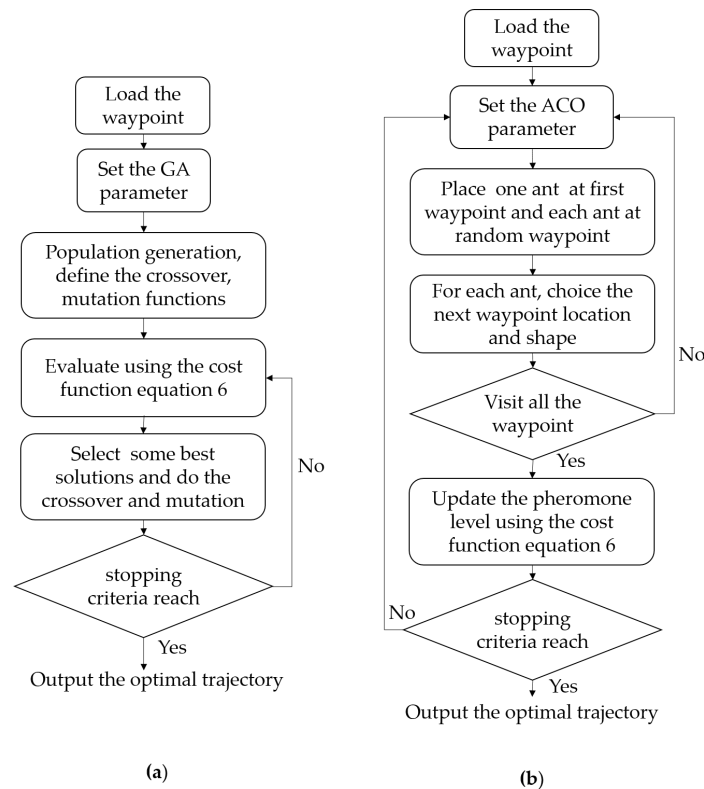 Load the
waypoint
Set the GA
parameter
Population generation,
define the crossover,
mutation functions
Evaluate using the cost
function equation 6
Select some best
solutions and do the
crossover and mutation
No
stopping
criteria reach
Yes
Output the optimal trajectory
(a)
Load the
waypoint
Set the ACO
parameter
Place one ant at first
waypoint and each ant at
random waypoint
For each ant, choice the
next waypoint location
and shape
No
Visit all the
waypoint
Yes
Update the pheromone
level using the cost
function equation 6
No
stopping
criteria reach
Yes
Output the optimal trajectory
(b)